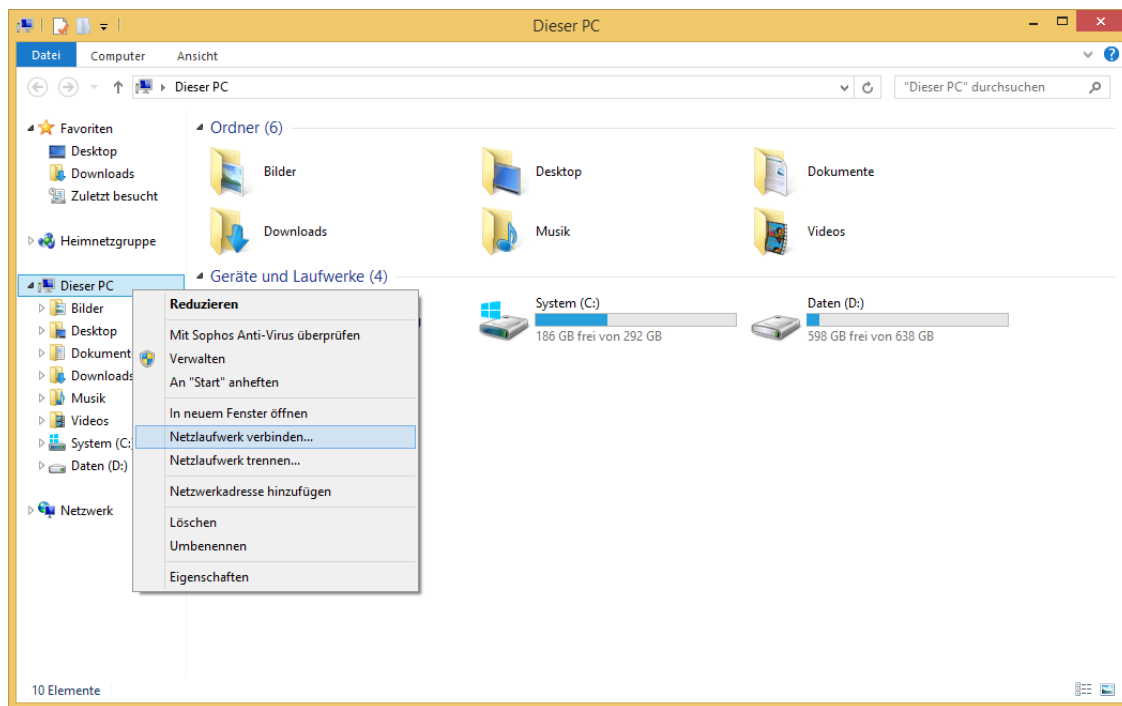 Dieser PC
Datei Computer Ansicht
Dieser PC "Dieser PC" durchsuchen
Favoriten
Desktop
Downloads
Zuletzt besucht
Heimnetzgruppe
Dieser PC
Bilder
Desktop
Dokument
Downloads
Musik
Videos
System (C:
Daten (D:)
Netzwerk
Ordner (6)
Bilder Desktop Dokumente
Downloads Musik Videos
Geräte und Laufwerke (4)
System (C:) Daten (D:)
186 GB frei von 292 GB 598 GB frei von 638 GB
Reduzieren
Mit Sophos Anti-Virus überprüfen
Verwalten
An "Start" anheften
In neuem Fenster öffnen
Netzlaufwerk verbinden...
Netzlaufwerk trennen...
Netzwerkadresse hinzufügen
Löschen
Umbenennen
Eigenschaften
10 Elemente